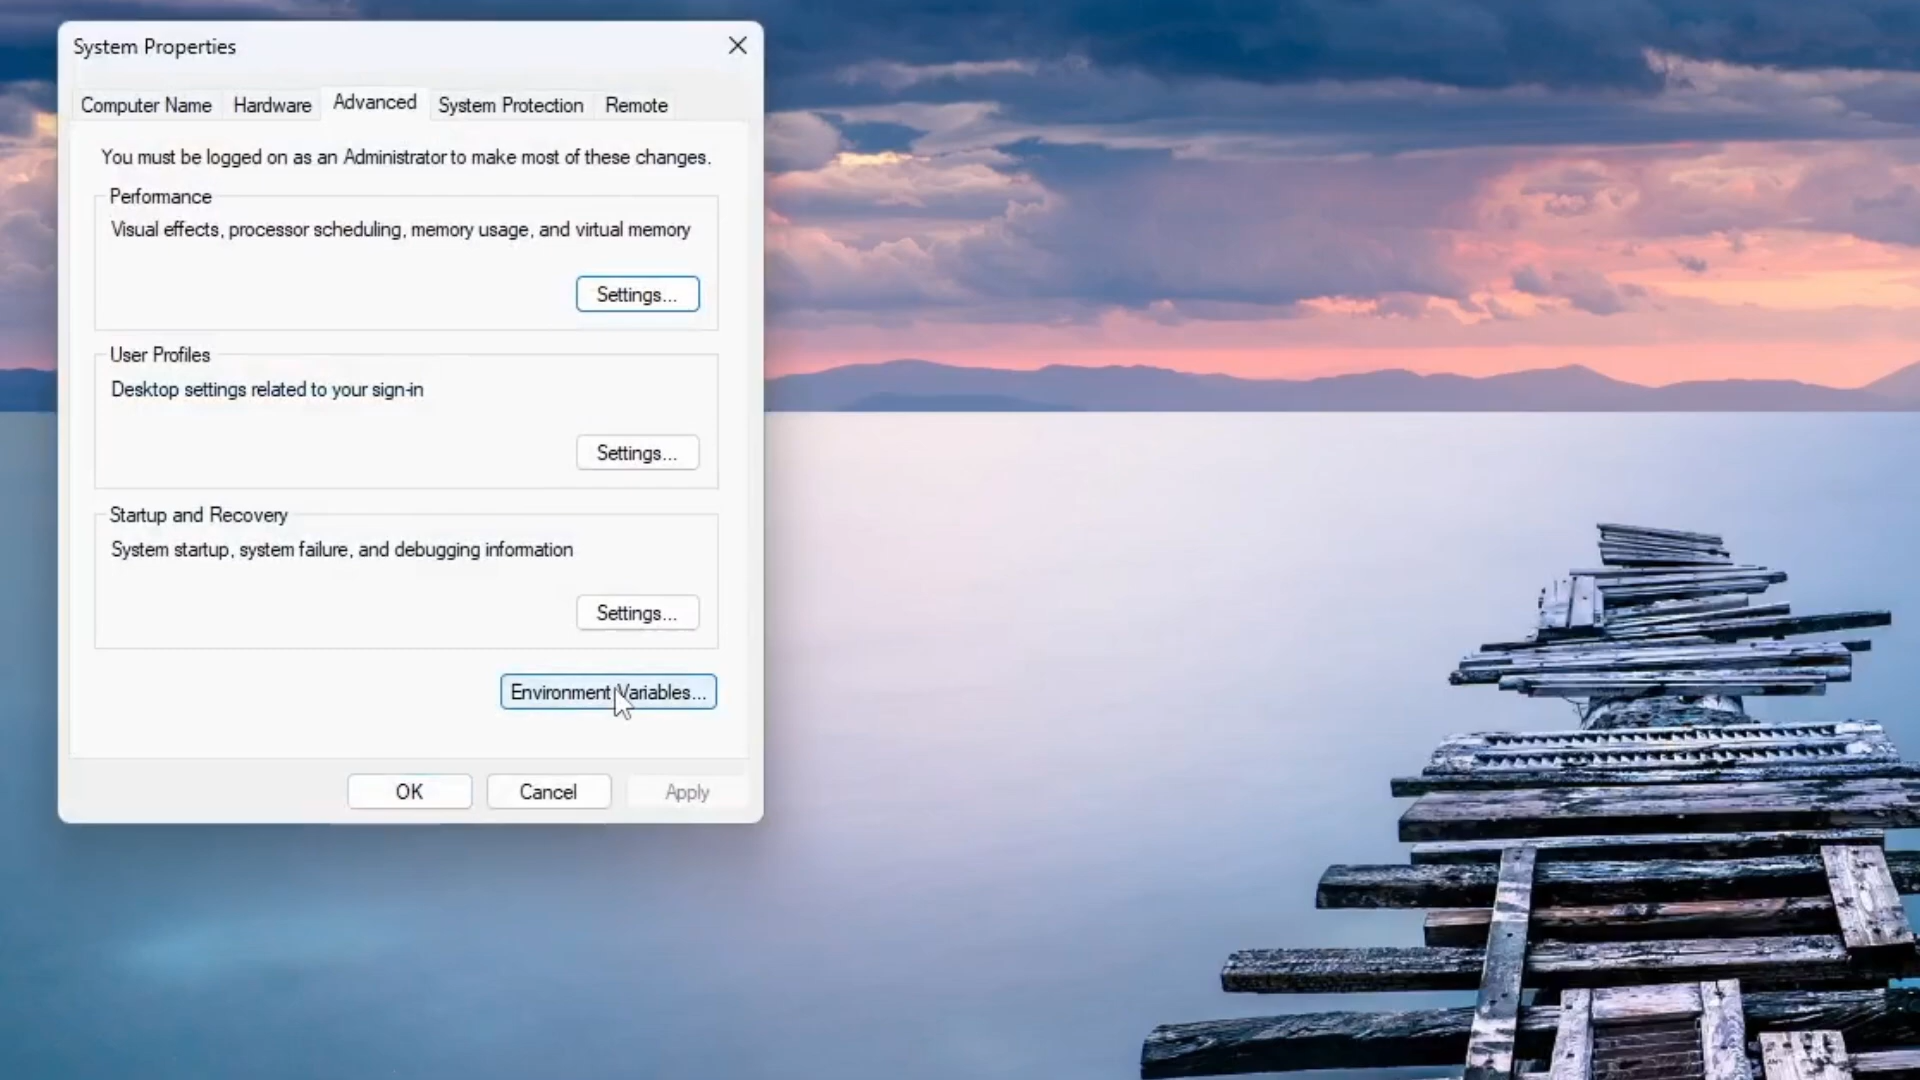 System Properties
Computer Name
Hardware
Advanced
System Protection
Remote
You must be logged on as an Administrator to make most of these changes.
Performance
Visual effects, processor scheduling, memory usage, and virtual memory
Settings...
User Profiles
Desktop settings related to your sign-in
Settings...
Startup and Recovery
System startup, system failure, and debugging information
Settings...
Environment Variables...
OK
Cancel
Apply